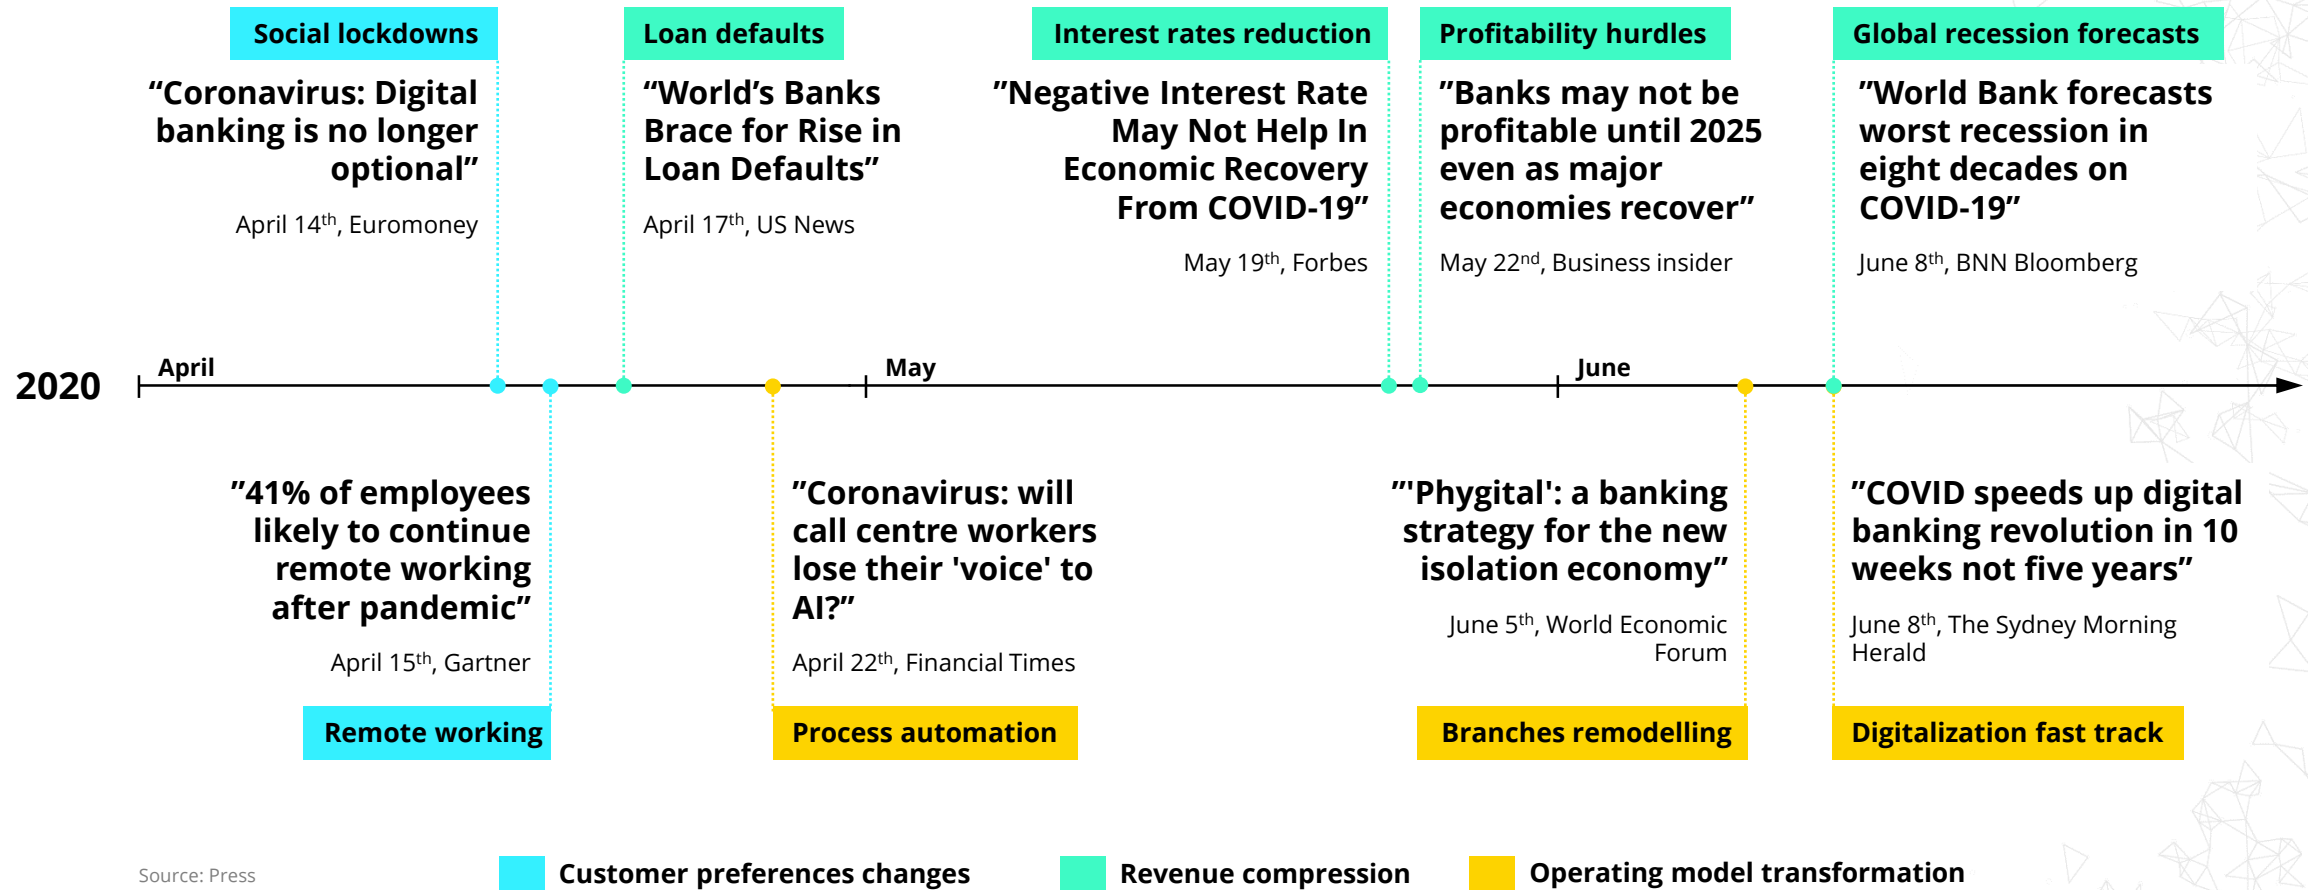 Social lockdowns
“Coronavirus: Digital
banking is no longer
optional”
April 14th, Euromoney
Loan defaults
“World’s Banks
Brace for Rise in
Loan Defaults”
April 17th, US News
Interest rates reduction
”Negative Interest Rate
May Not Help In
Economic Recovery
From COVID-19”
May 19th, Forbes
Profitability hurdles
”Banks may not be
profitable until 2025
even as major
economies recover”
May 22nd, Business insider
Global recession forecasts
”World Bank forecasts
worst recession in
eight decades on
COVID-19”
June 8th, BNN Bloomberg
2020
April
May
June
”41% of employees
likely to continue
remote working
after pandemic”
April 15th, Gartner
Remote working
”Coronavirus: will
call centre workers
lose their 'voice' to
AI?”
April 22th, Financial Times
Process automation
”'Phygital': a banking
strategy for the new
isolation economy”
June 5th, World Economic
Forum
Branches remodelling
”COVID speeds up digital
banking revolution in 10
weeks not five years”
June 8th, The Sydney Morning
Herald
Digitalization fast track
Source: Press
Customer preferences changes
Revenue compression
Operating model transformation